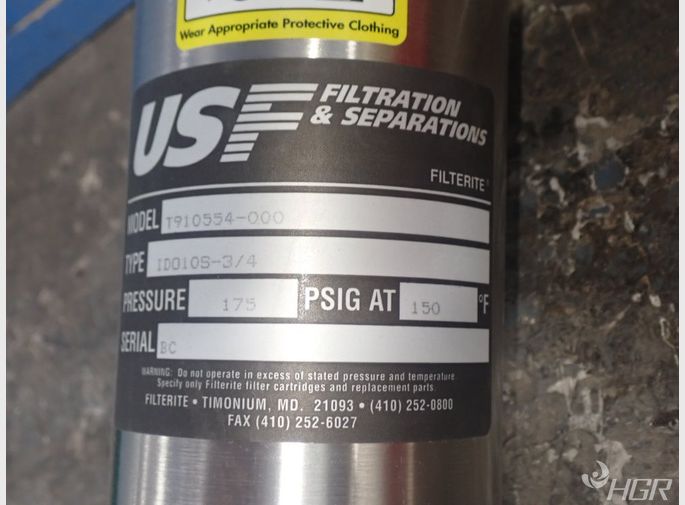 Wear Appropriate Protective Clothing
USF FILTRATION
& SEPARATIONS
FILTERITE®
MODEL T910554-000
TYPE IDO10S-3/4
PRESSURE 175 PSIG AT 150 °F
SERIAL BC
WARNING: Do not operate in excess of stated pressure and temperature.
Specify only Filterite filter cartridges and replacement parts.
FILTERITE • TIMONIUM, MD. 21093 • (410) 252-0800
FAX (410) 252-6027
HGR